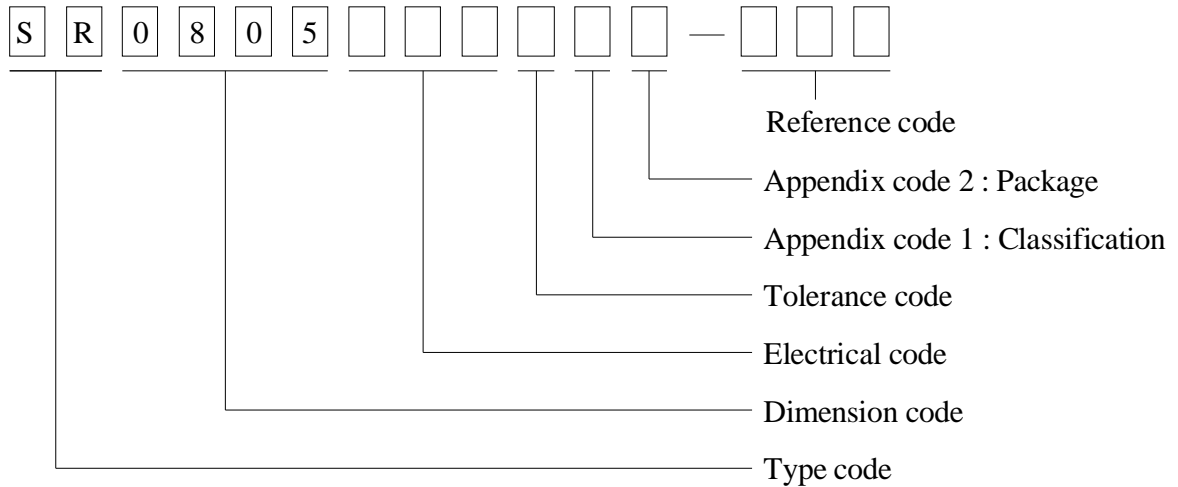 S R 0 8 0 5 —
Reference code
Appendix code 2 : Package
Appendix code 1 : Classification
Tolerance code
Electrical code
Dimension code
Type code